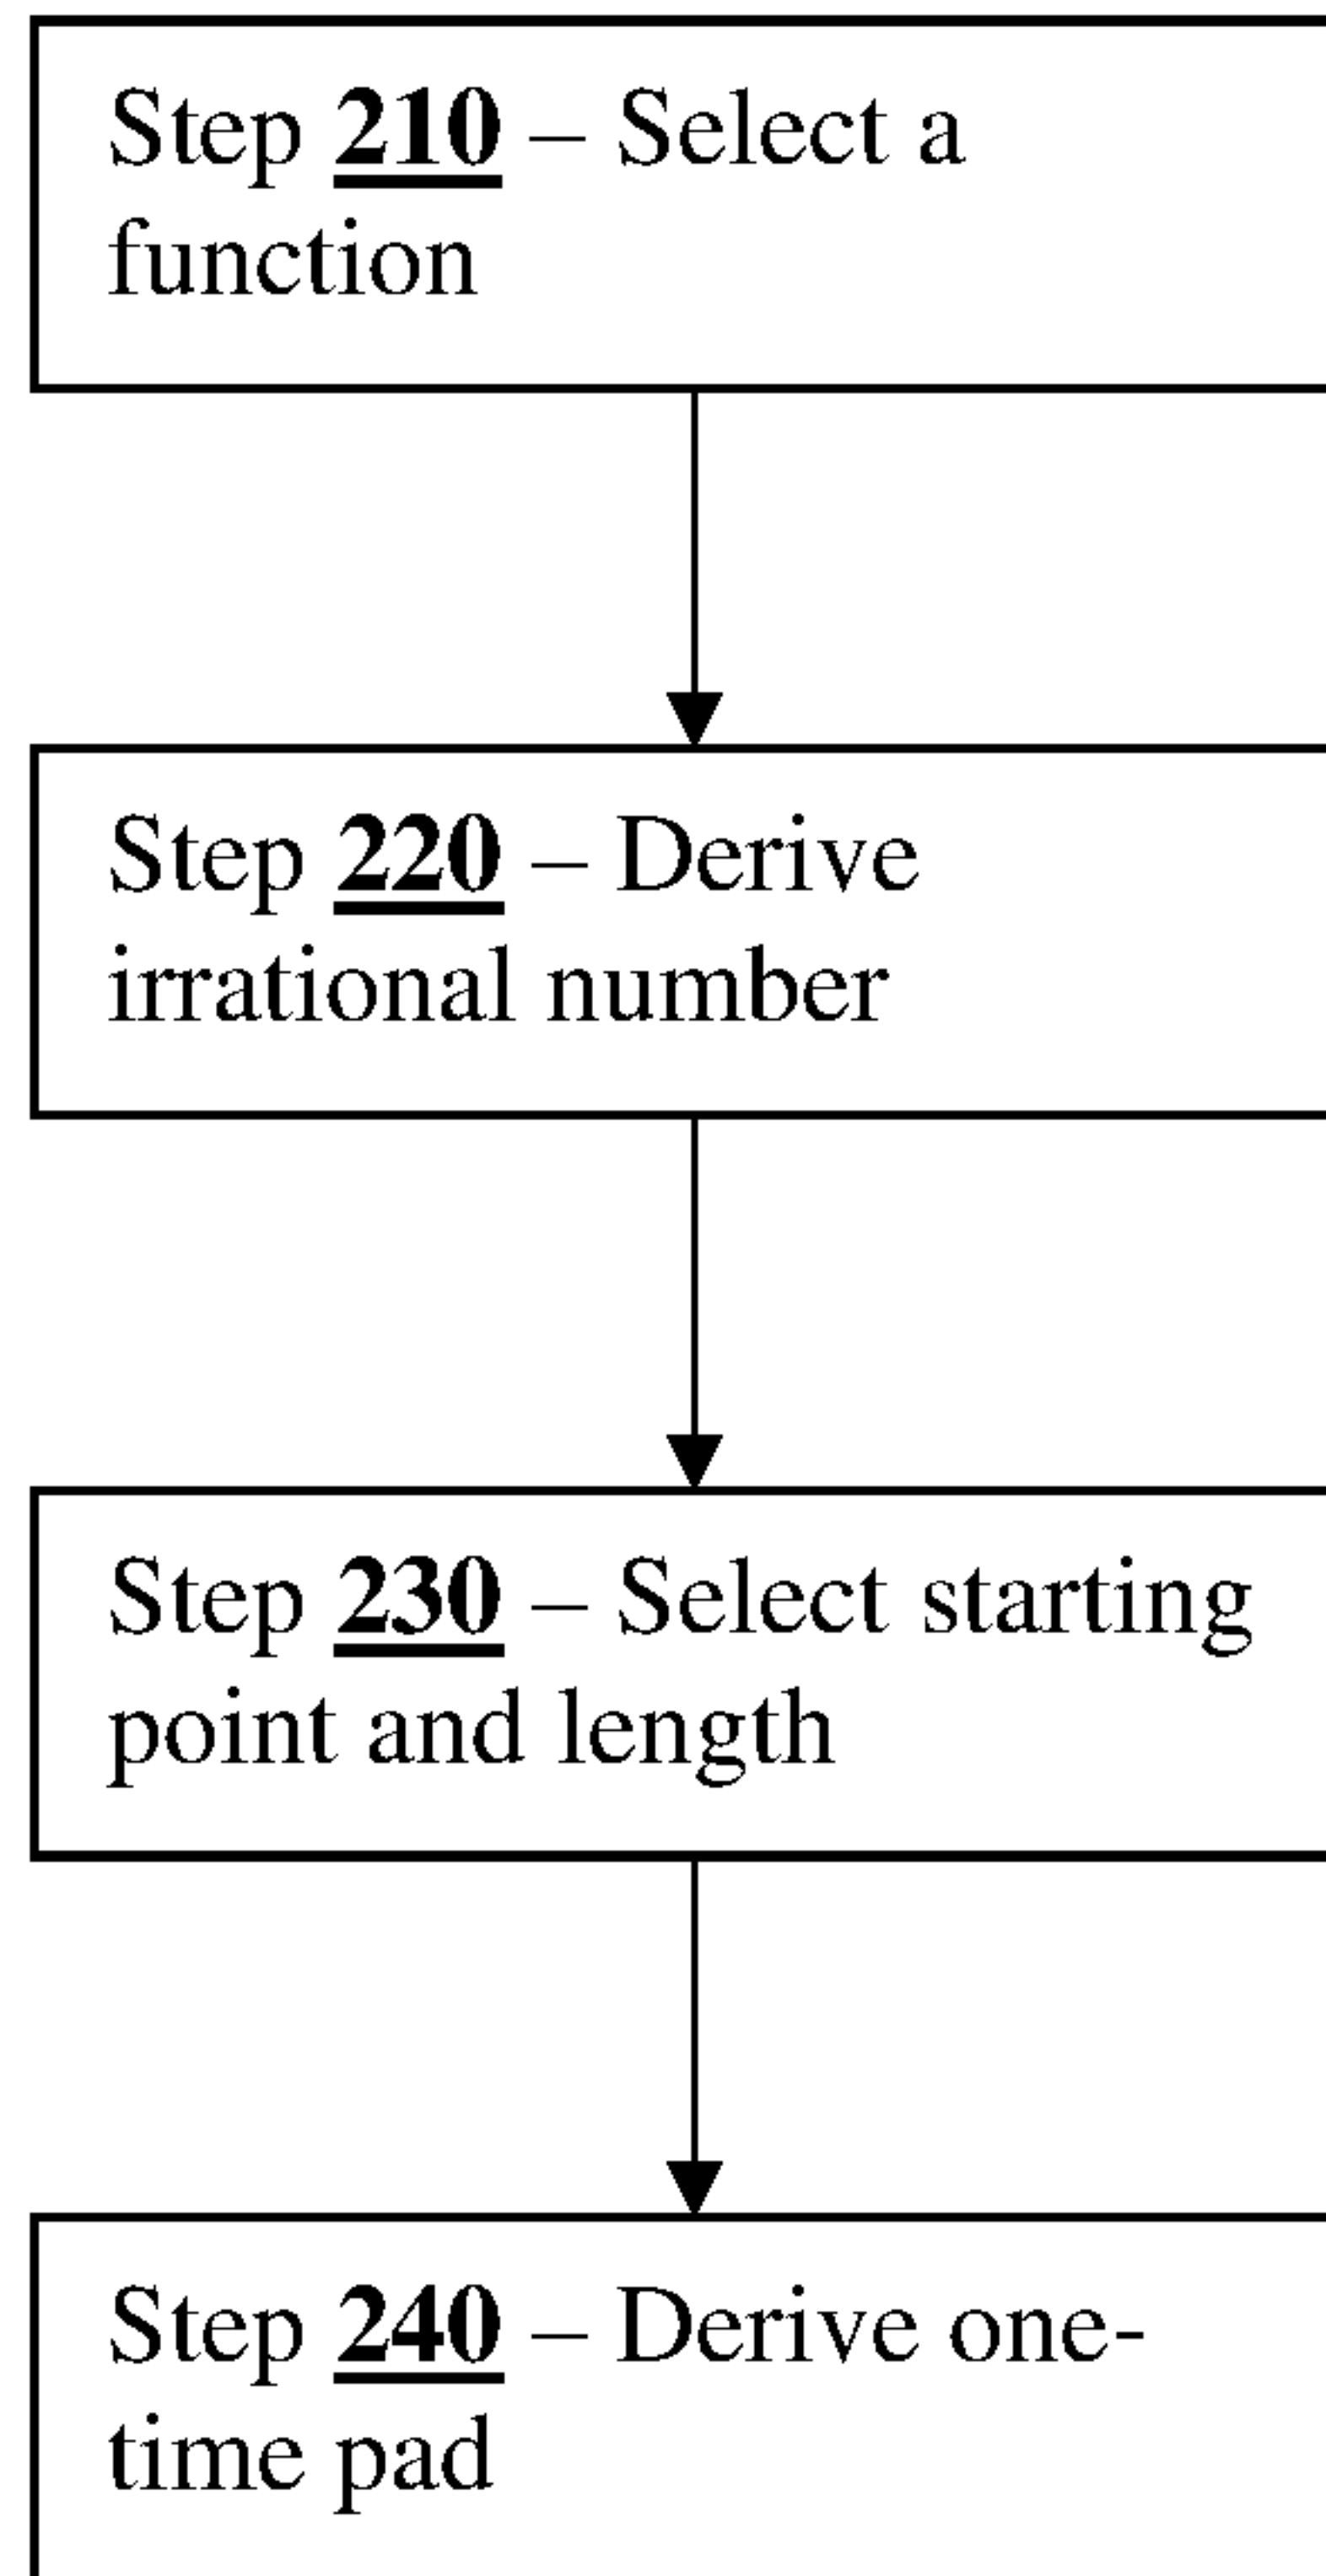 Step 210 – Select a
function
Step 220 – Derive
irrational number
Step 230 – Select starting
point and length
Step 240 – Derive one-
time pad